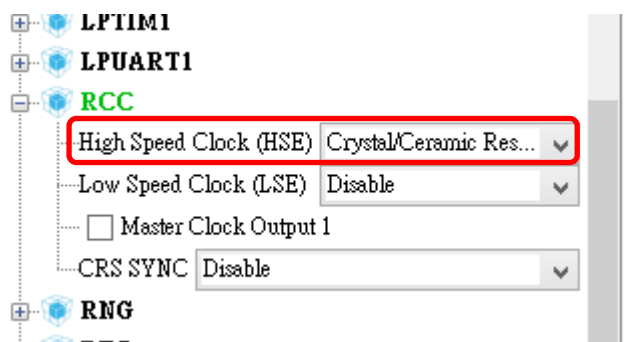 LPTIM1
LPUART1
RCC
High Speed Clock (HSE) Crystal/Ceramic Res...
Low Speed Clock (LSE) Disable
Master Clock Output 1
CRS SYNC Disable
RNG